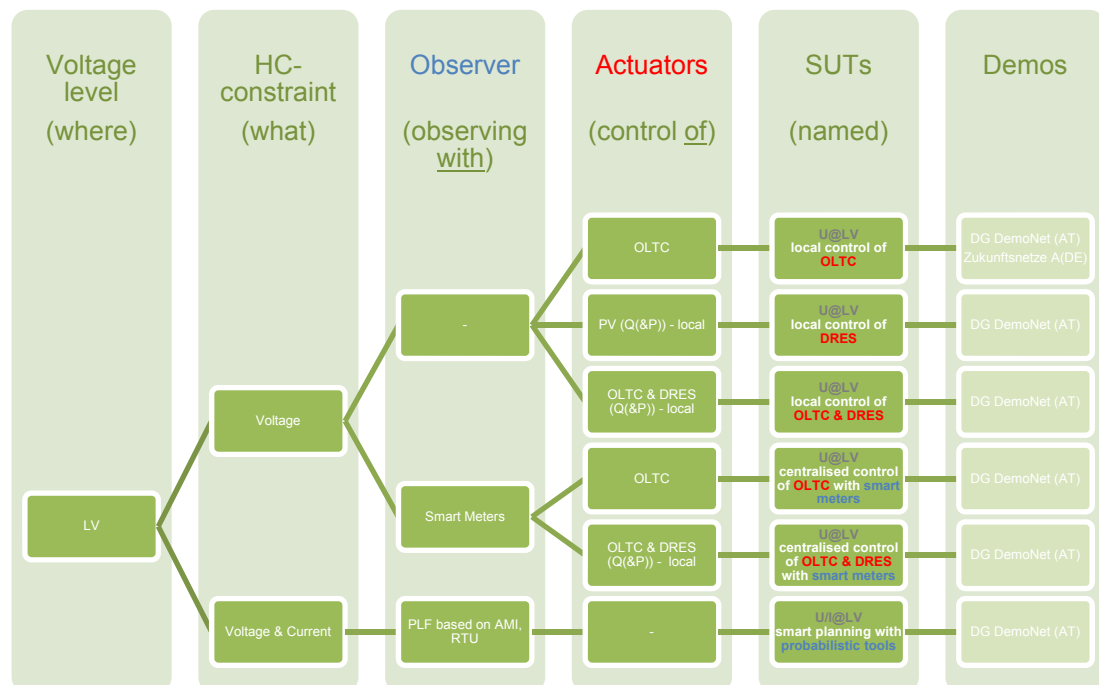 Voltage
level
(where)
HC-
constraint
(what)
Observer
(observing
with)
Actuators
(control of)
SUTs
(named)
Demos
LV
Voltage
Voltage & Current
-
Smart Meters
PLF based on AMI,
RTU
OLTC
PV (Q(&P)) - local
OLTC & DRES
(Q(&P)) - local
OLTC
OLTC & DRES
(Q(&P)) - local
-
U@LV
local control of
OLTC
U@LV
local control of
DRES
U@LV
local control of
OLTC & DRES
U@LV
centralised control
of OLTC with smart
meters
U@LV
centralised control
of OLTC & DRES
with smart meters
U/I@LV
smart planning with
probabilistic tools
DG DemoNet (AT)
Zukunftsnetze A(DE)
DG DemoNet (AT)
DG DemoNet (AT)
DG DemoNet (AT)
DG DemoNet (AT)
DG DemoNet (AT)